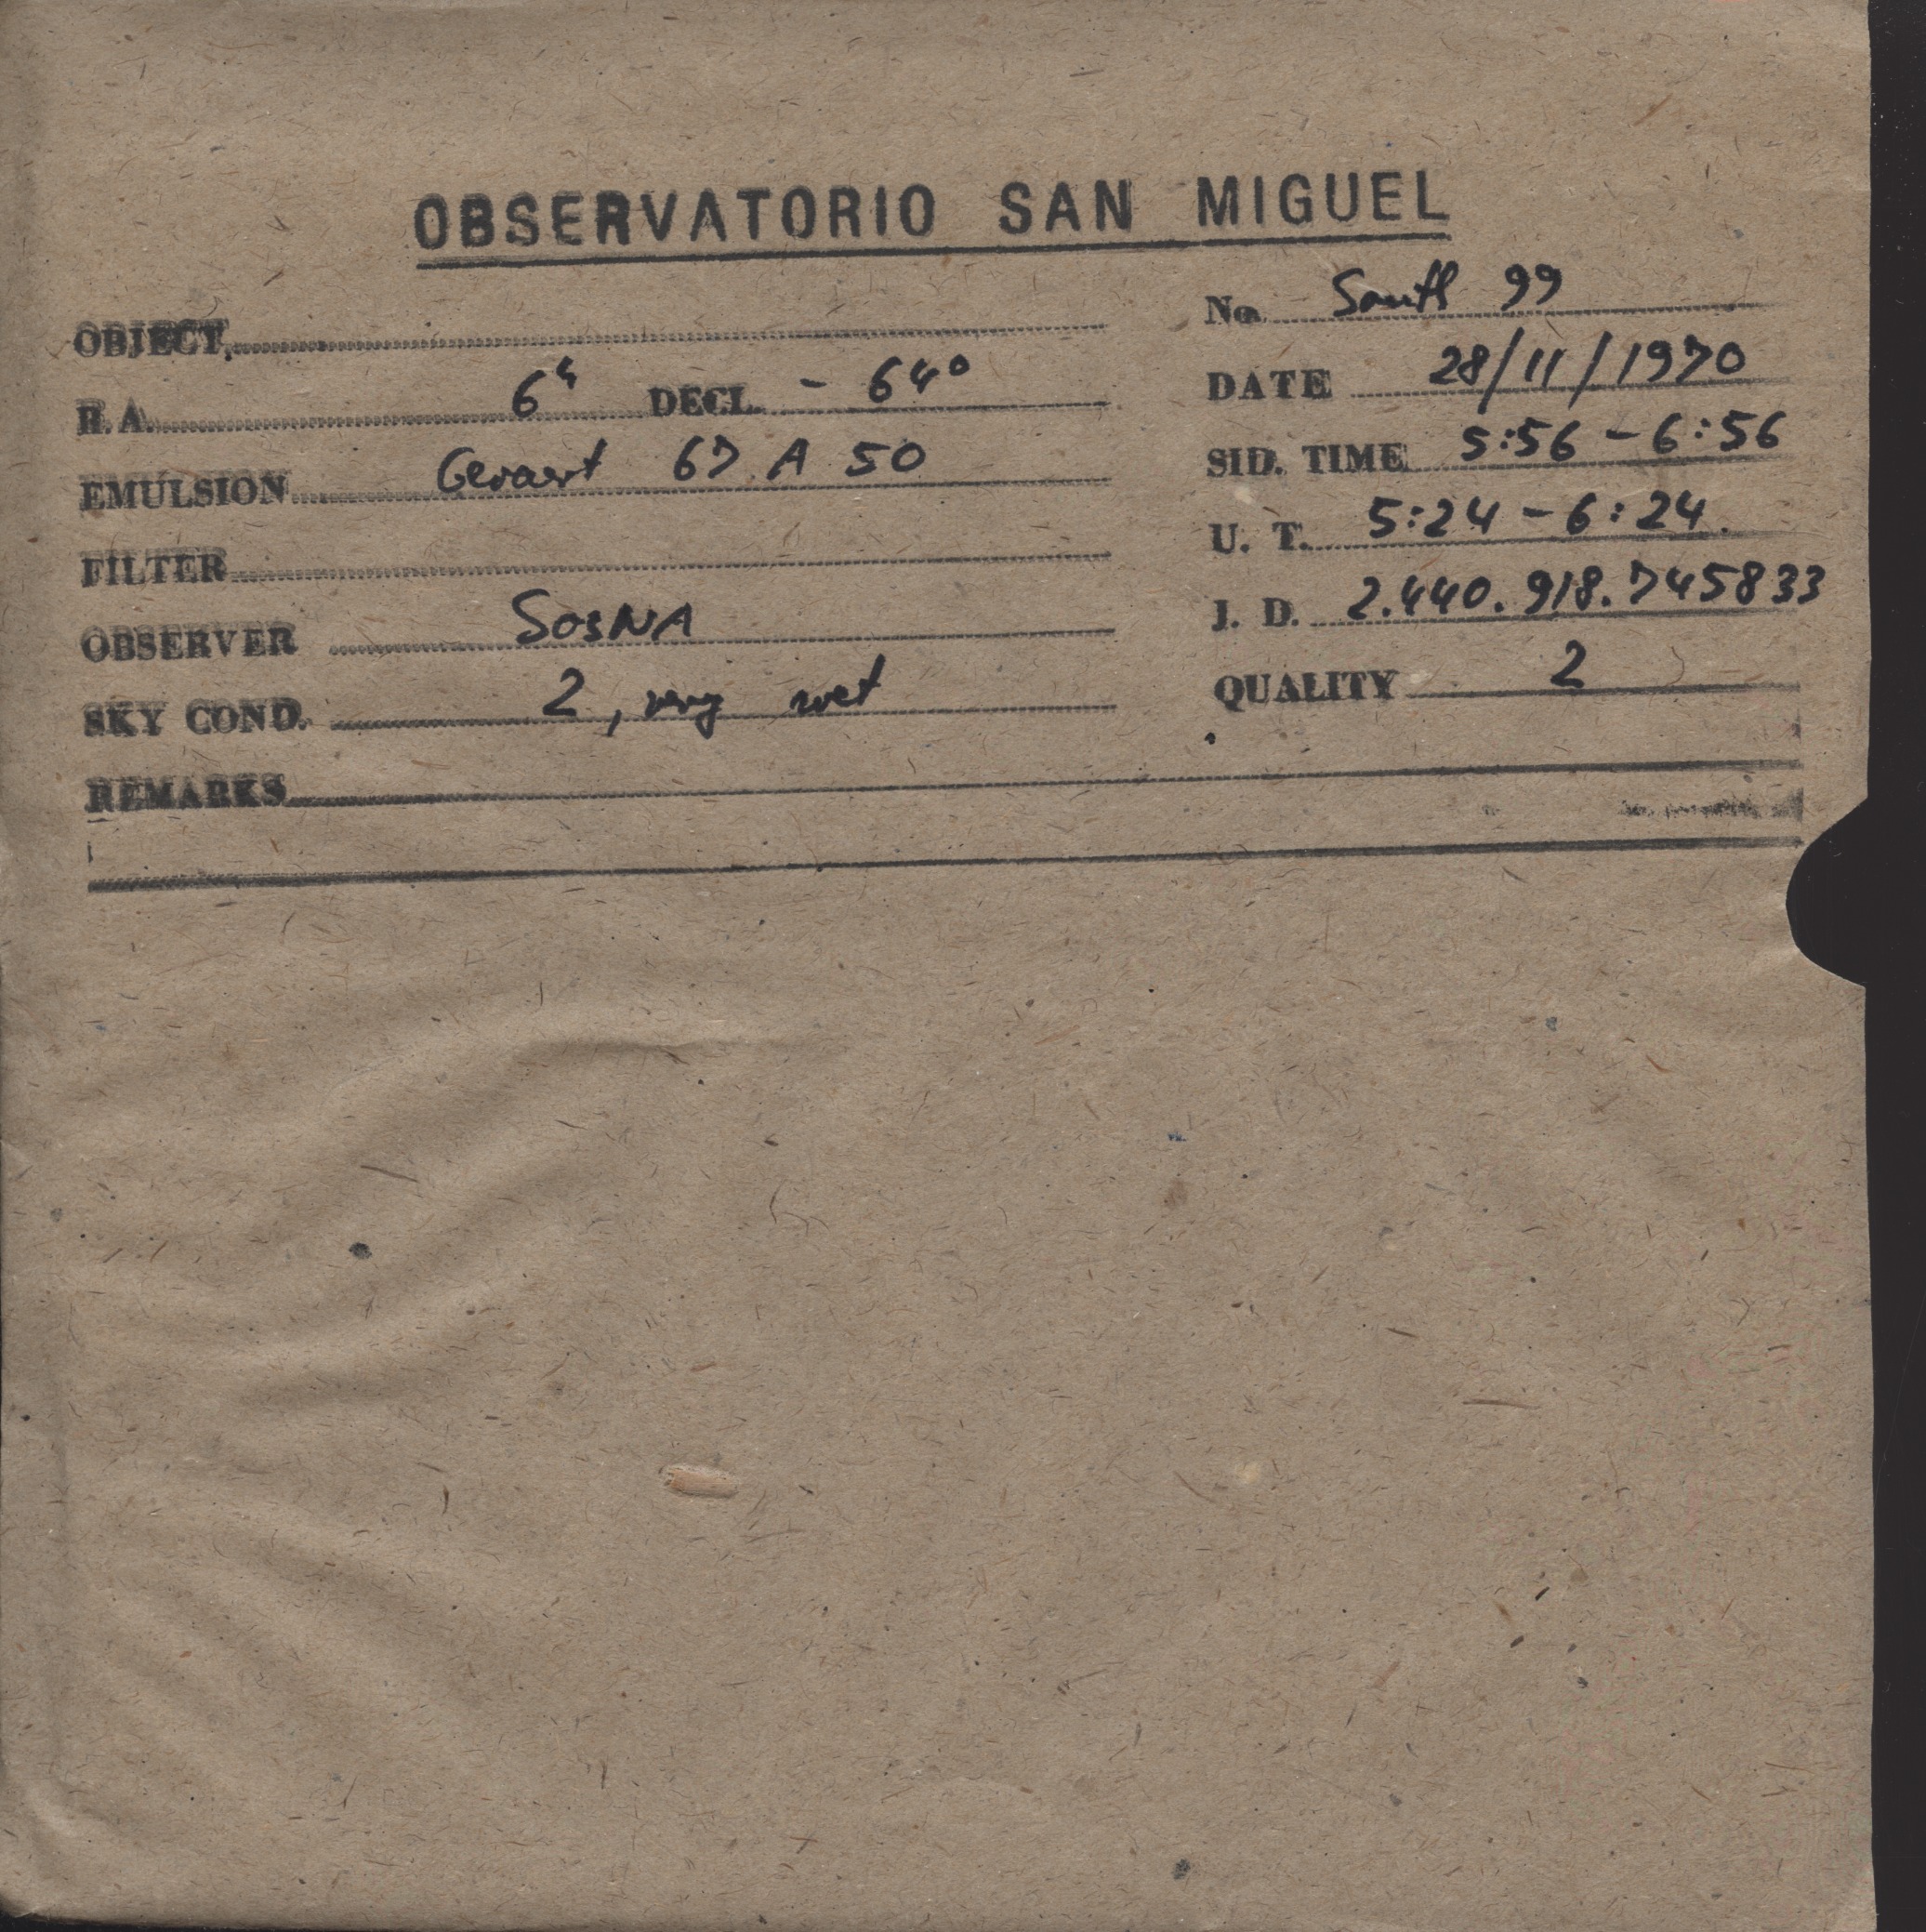 OBSERVATORIO SAN MIGUEL
No. South 99
OBJECT.
DATE 28/11/1970
R.A. 6h DECL. - 64°
SID. TIME 5:56 - 6:56
EMULSION Gevaert 67 A 50
U. T. 5:24 - 6:24.
FILTER
J. D. 2.440.918.745833
OBSERVER SOSNA
QUALITY 2
SKY COND. 2, very wet
REMARKS